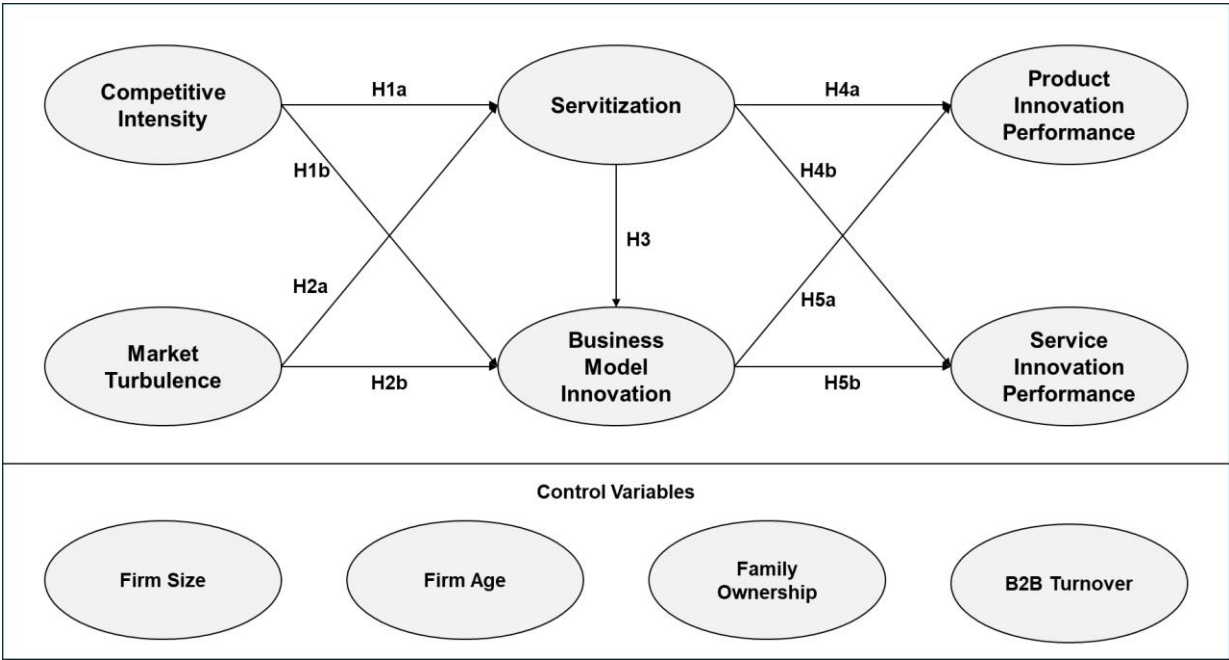 Competitive
Intensity
H1a
Servitization
H4a
Product
Innovation
Performance
H1b
H4b
H3
H2a
H5a
Market
Turbulence
H2b
Business
Model
Innovation
H5b
Service
Innovation
Performance
Control Variables
Firm Size
Firm Age
Family
Ownership
B2B Turnover